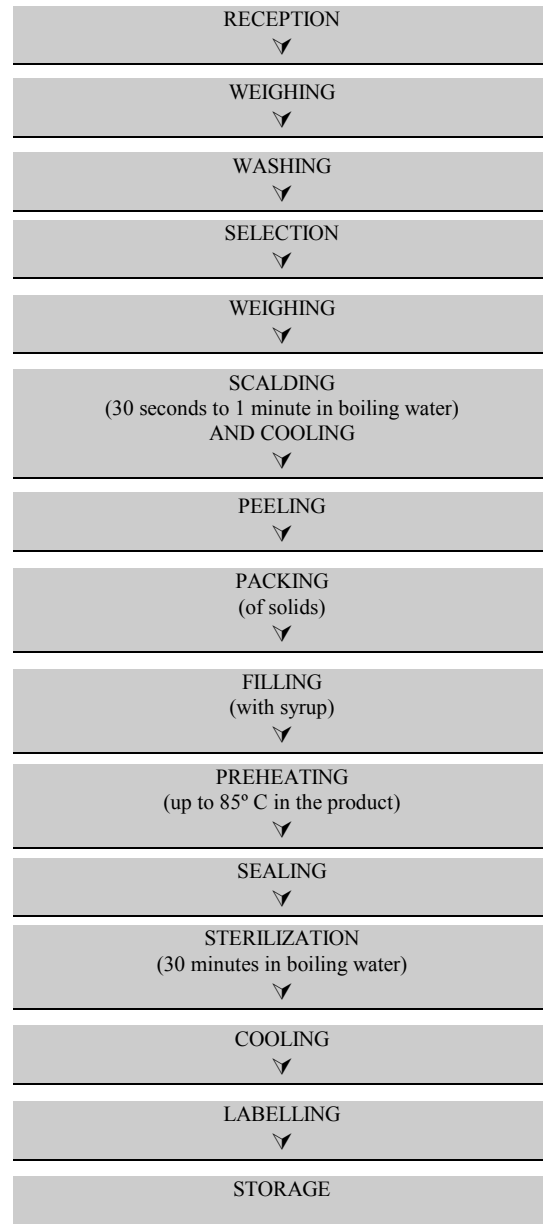 RECEPTION
WEIGHING
WASHING
SELECTION
WEIGHING
SCALDING
(30 seconds to 1 minute in boiling water)
AND COOLING
PEELING
PACKING
(of solids)
FILLING
(with syrup)
PREHEATING
(up to 85º C in the product)
SEALING
STERILIZATION
(30 minutes in boiling water)
COOLING
LABELLING
STORAGE